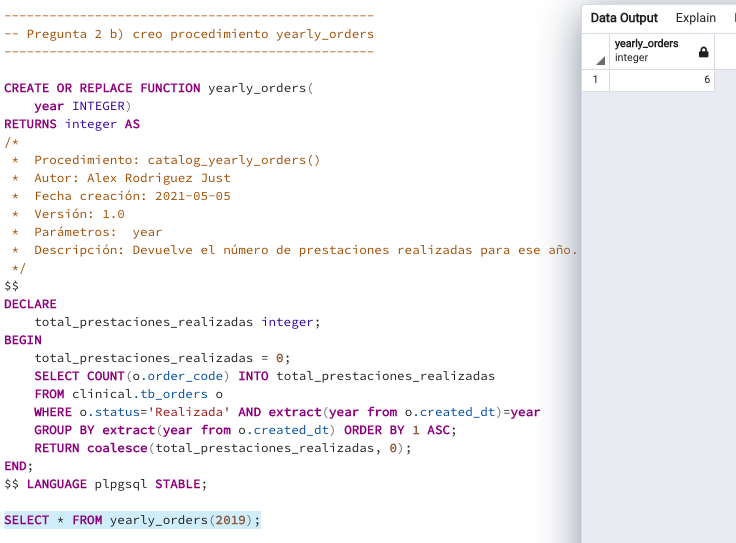 -----------------------------------------------
-- Pregunta 2 b) creo procedimiento yearly_orders
-----------------------------------------------
CREATE OR REPLACE FUNCTION yearly_orders(
    year INTEGER)
RETURNS integer AS
/*
 *  Procedimiento: catalog_yearly_orders()
 *  Autor: Alex Rodriguez Just
 *  Fecha creación: 2021-05-05
 *  Versión: 1.0
 *  Parámetros:  year
 *  Descripción: Devuelve el número de prestaciones realizadas para ese año.
 */
$$
DECLARE
    total_prestaciones_realizadas integer;
BEGIN
    total_prestaciones_realizadas = 0;
    SELECT COUNT(o.order_code) INTO total_prestaciones_realizadas
    FROM clinical.tb_orders o
    WHERE o.status='Realizada' AND extract(year from o.created_dt)=year
    GROUP BY extract(year from o.created_dt) ORDER BY 1 ASC;
    RETURN coalesce(total_prestaciones_realizadas, 0);
END;
$$ LANGUAGE plpgsql STABLE;
SELECT * FROM yearly_orders(2019);
Data Output Explain
yearly_orders
integer
1 6